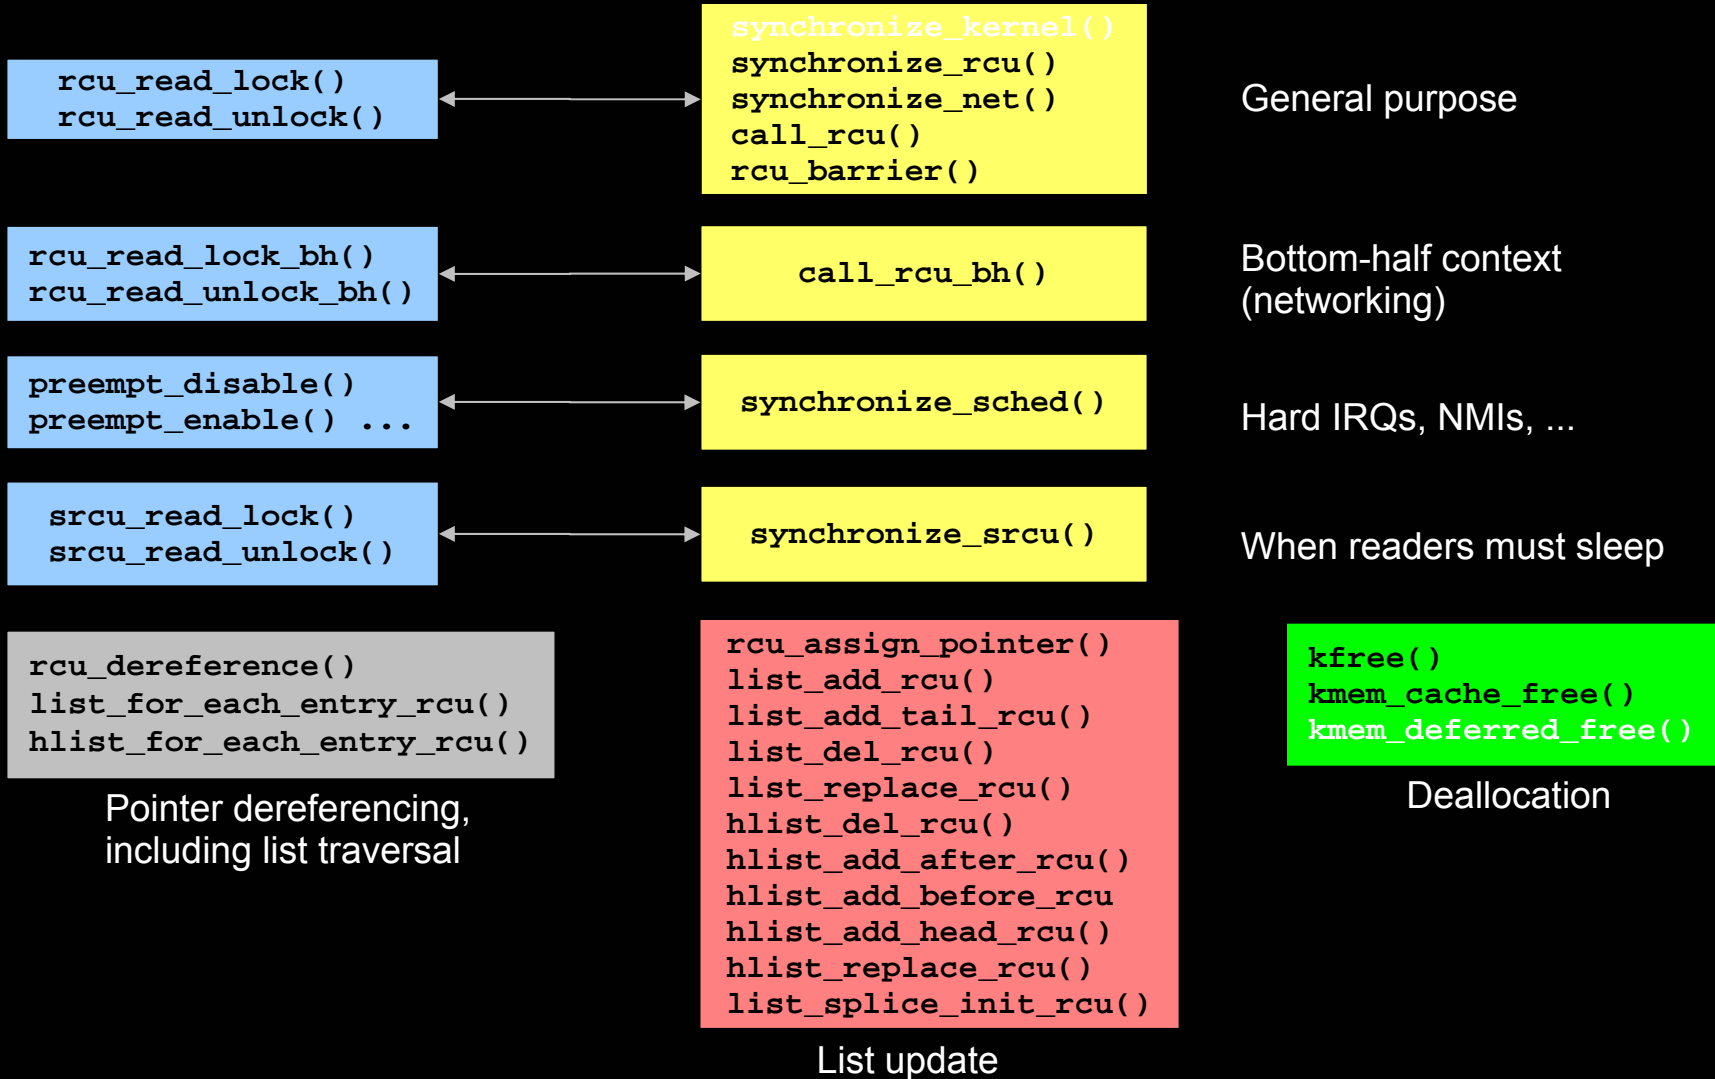 rcu_read_lock()
rcu_read_unlock()
synchronize_kernel()
synchronize_rcu()
synchronize_net()
call_rcu()
rcu_barrier()
General purpose
rcu_read_lock_bh()
rcu_read_unlock_bh()
call_rcu_bh()
Bottom-half context
(networking)
preempt_disable()
preempt_enable() ...
synchronize_sched()
Hard IRQs, NMIs, ...
srcu_read_lock()
srcu_read_unlock()
synchronize_srcu()
When readers must sleep
rcu_dereference()
list_for_each_entry_rcu()
hlist_for_each_entry_rcu()
Pointer dereferencing,
including list traversal
rcu_assign_pointer()
list_add_rcu()
list_add_tail_rcu()
list_del_rcu()
list_replace_rcu()
hlist_del_rcu()
hlist_add_after_rcu()
hlist_add_before_rcu
hlist_add_head_rcu()
hlist_replace_rcu()
list_splice_init_rcu()
List update
kfree()
kmem_cache_free()
kmem_deferred_free()
Deallocation